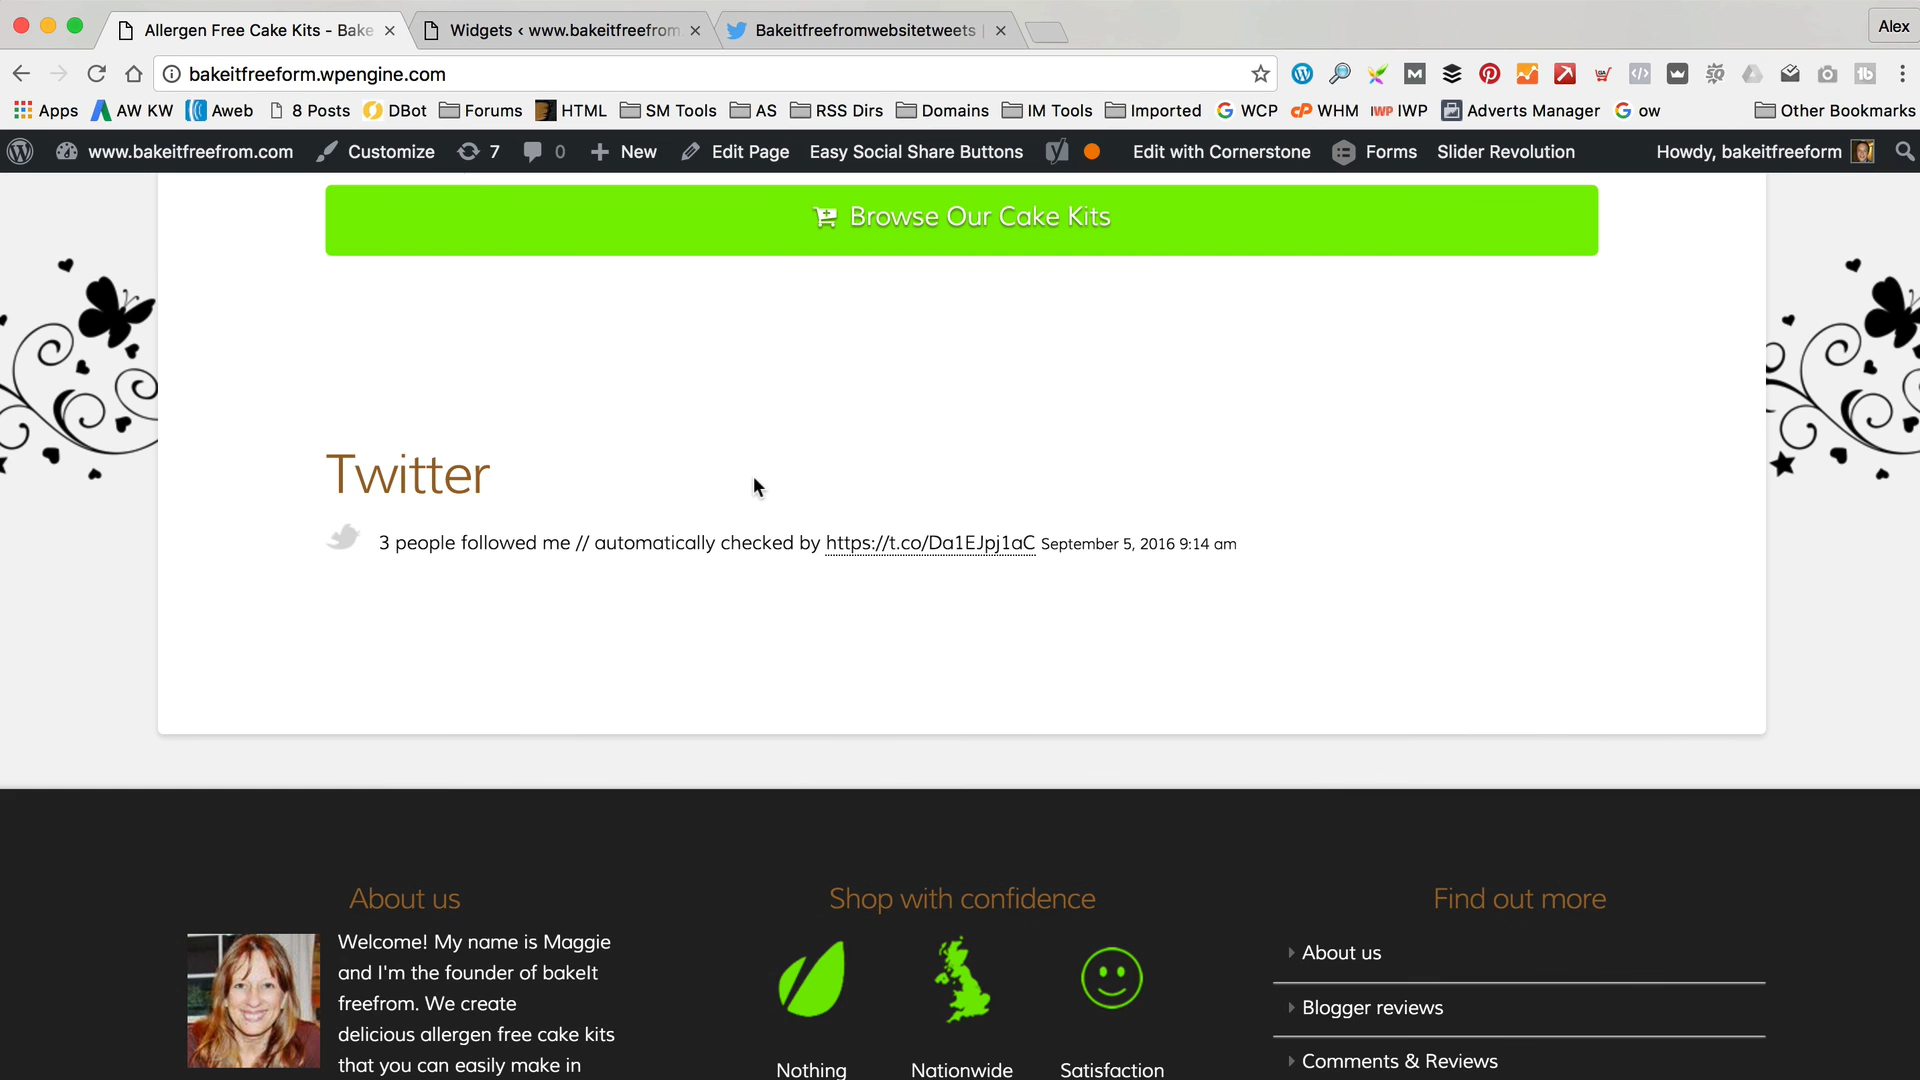 Allergen Free Cake Kits - Bake
Widgets ‹ www.bakeitfreefrom
Bakeitfreefromwebsitetweets |
Alex
bakeitfreeform.wpengine.com
Apps
AW KW
Aweb
8 Posts
DBot
Forums
HTML
SM Tools
AS
RSS Dirs
Domains
IM Tools
Imported
WCP
WHM
IWP
Adverts Manager
ow
Other Bookmarks
www.bakeitfreefrom.com
Customize
7
0
New
Edit Page
Easy Social Share Buttons
Edit with Cornerstone
Forms
Slider Revolution
Howdy, bakeitfreeform
Browse Our Cake Kits
Twitter
3 people followed me // automatically checked by https://t.co/Da1EJpj1aC September 5, 2016 9:14 am
About us
Welcome! My name is Maggie
and I'm the founder of bakeIt
freefrom. We create
delicious allergen free cake kits
that you can easily make in
Shop with confidence
Nothing
Nationwide
Satisfaction
Find out more
About us
Blogger reviews
Comments & Reviews